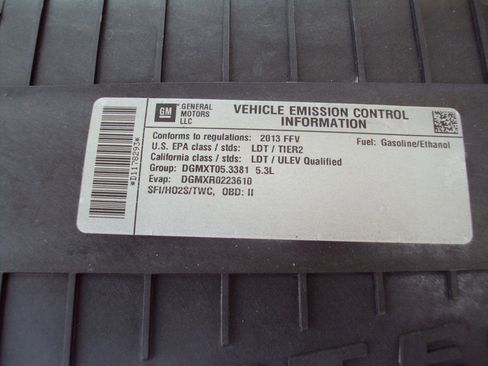 GM
GENERAL
MOTORS
LLC
VEHICLE EMISSION CONTROL
INFORMATION
Conforms to regulations: 2013 FFV
Fuel: Gasoline/Ethanol
U.S. EPA class / stds: LDT / TIER2
California class / stds: LDT / ULEV Qualified
Group: DGMXT05.3381 5.3L
Evap: DGMXR0223610
SFI/HO2S/TWC, OBD: II
*D1178293*